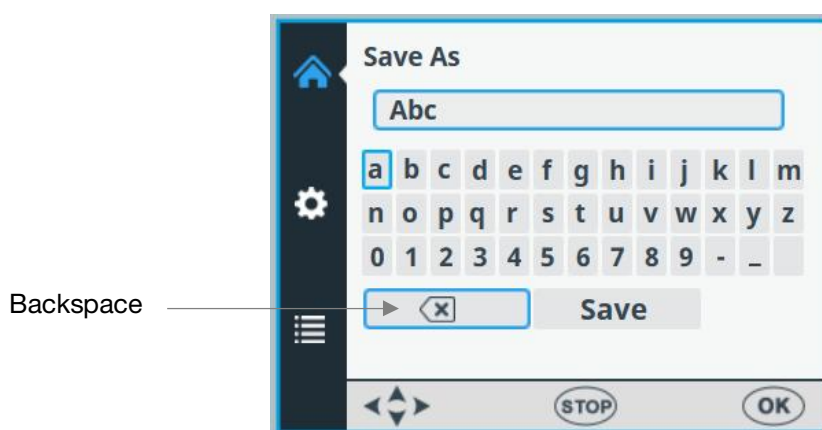 Save As
Abc
a b c d e f g h i j k l m
n o p q r s t u v w x y z
0 1 2 3 4 5 6 7 8 9 - _
Backspace
Save
STOP OK